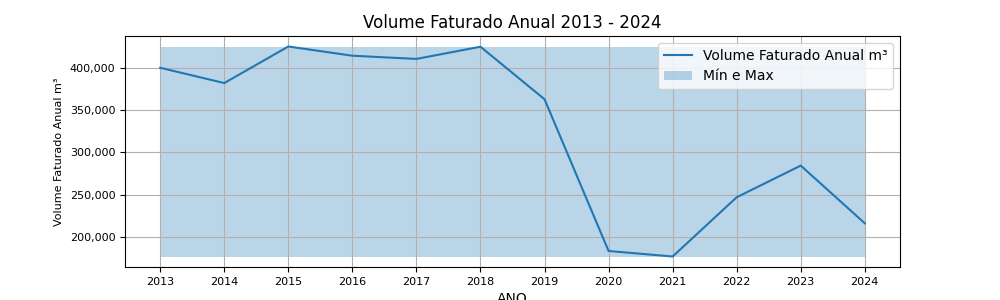 Volume Faturado Anual 2013 - 2024
Volume Faturado Anual m³
Mín e Max
Volume Faturado Anual m³
400,000
350,000
300,000
250,000
200,000
2013 2014 2015 2016 2017 2018 2019 2020 2021 2022 2023 2024
ANO